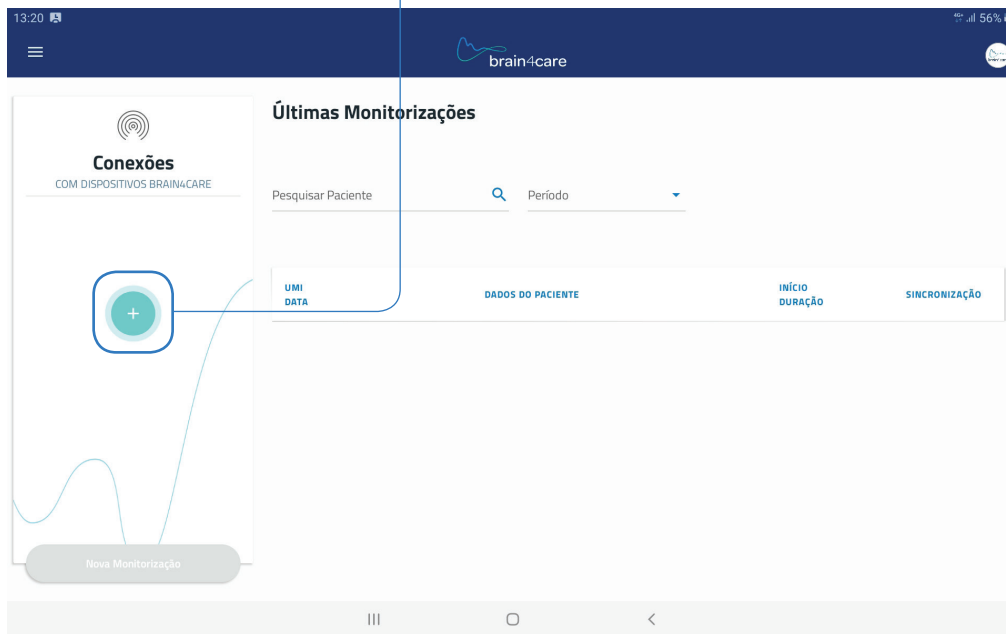 13:20
4G+ 56%
brain4care
Conexões
COM DISPOSITIVOS BRAIN4CARE
+
Nova Monitorização
Últimas Monitorizações
Pesquisar Paciente
Período
UMI
DATA
DADOS DO PACIENTE
INÍCIO
DURAÇÃO
SINCRONIZAÇÃO